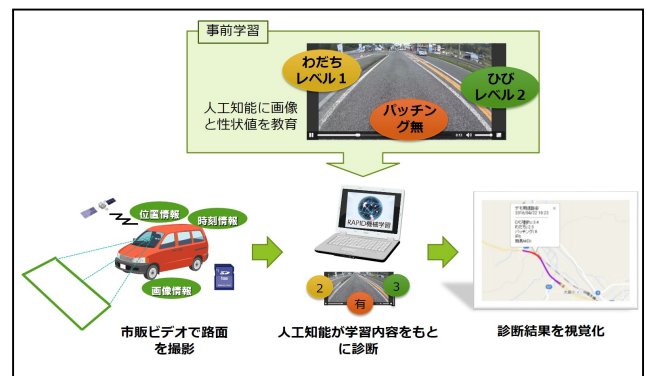 事前学習
わだち
レベル1
ひび
レベル2
人工知能に画像
と性状値を教育
パッチン
グ無
位置情報
時刻情報
画像情報
RAPID機械学習
2
3
有
市販ビデオで路面
を撮影
人工知能が学習内容をもと
に診断
診断結果を視覚化